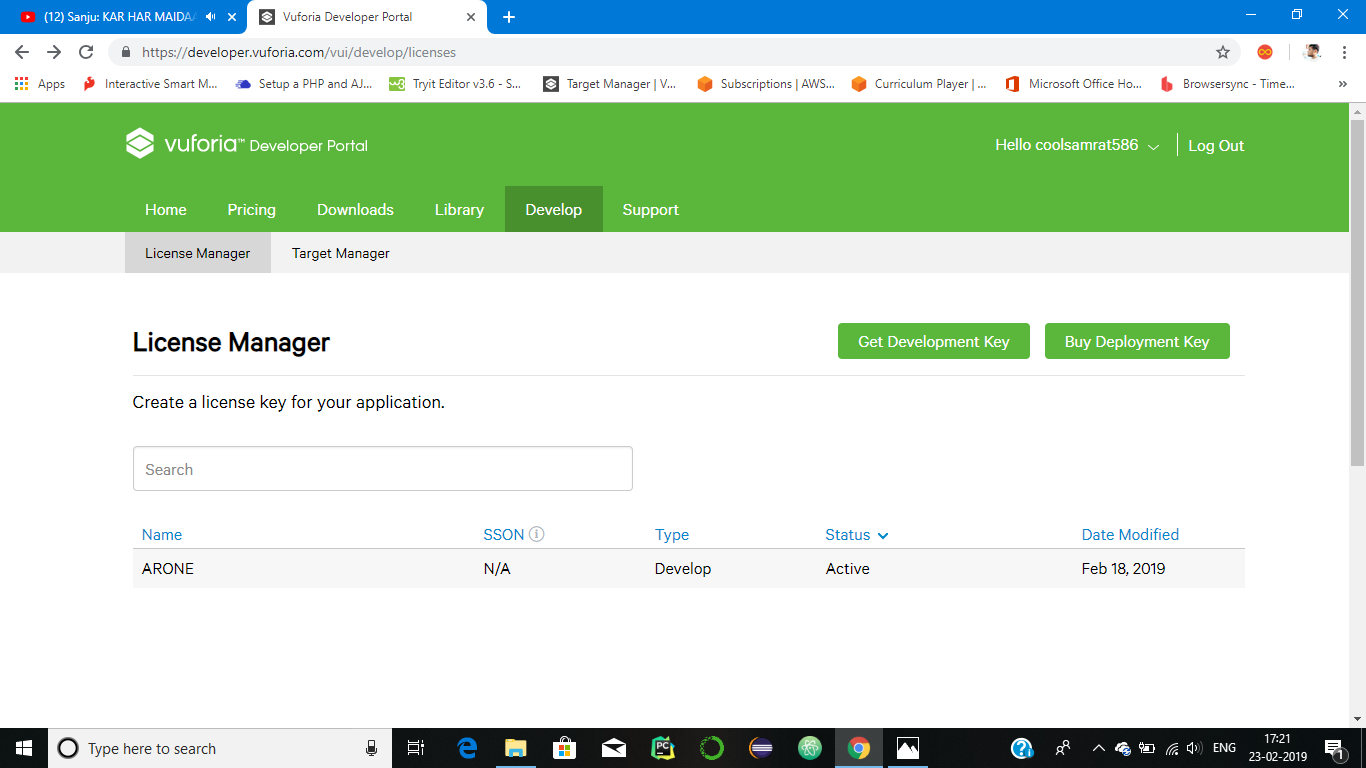 (12) Sanju: KAR HAR MAIDA
Vuforia Developer Portal
https://developer.vuforia.com/vui/develop/licenses
Apps
Interactive Smart M...
Setup a PHP and AJ...
Tryit Editor v3.6 - S...
Target Manager | V...
Subscriptions | AWS...
Curriculum Player | ...
Microsoft Office Ho...
Browsersync - Time...
vuforia™ Developer Portal
Hello coolsamrat586
Log Out
Home Pricing Downloads Library Develop Support
License Manager Target Manager
License Manager
Get Development Key
Buy Deployment Key
Create a license key for your application.
Search
Name SSON Type Status Date Modified
ARONE N/A Develop Active Feb 18, 2019
Type here to search
ENG
17:21
23-02-2019
1